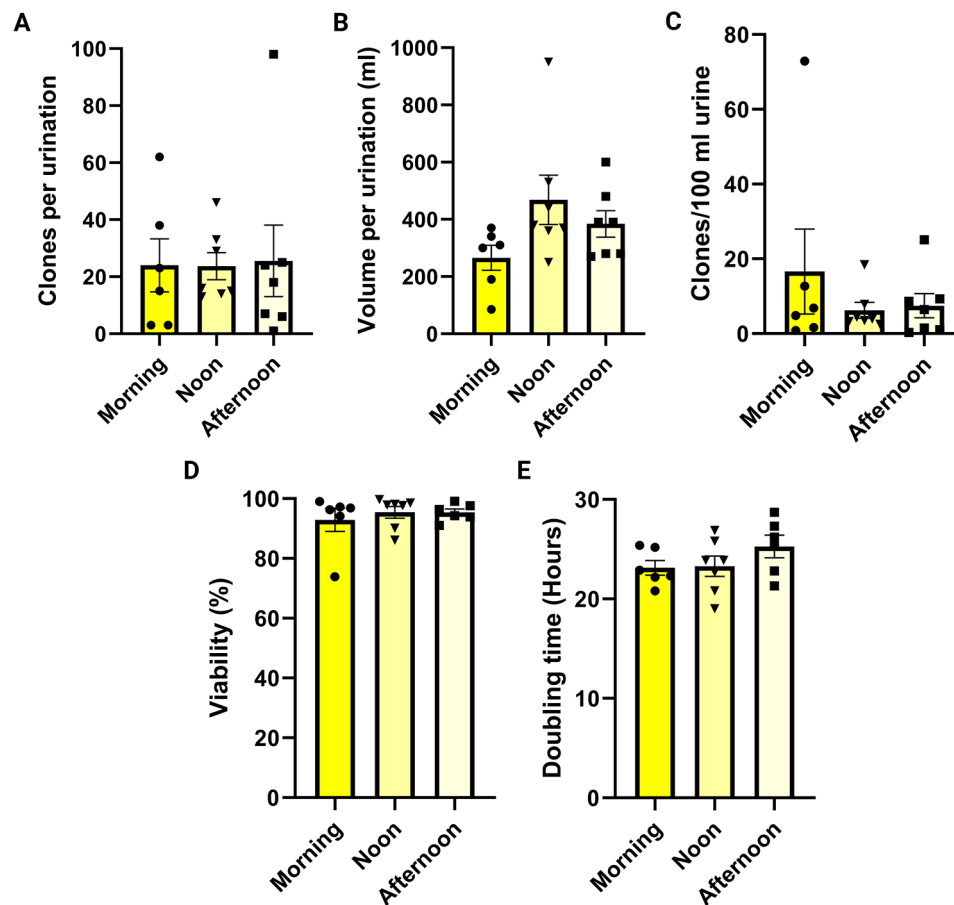 A
Clones per urination
100
80
60
40
20
0
Morning
Noon
Afternoon
B
Volume per urination (ml)
1000
800
600
400
200
0
Morning
Noon
Afternoon
C
Clones/100 ml urine
80
60
40
20
0
Morning
Noon
Afternoon
D
Viability (%)
100
80
60
40
20
0
Morning
Noon
Afternoon
E
Doubling time (Hours)
30
20
10
0
Morning
Noon
Afternoon